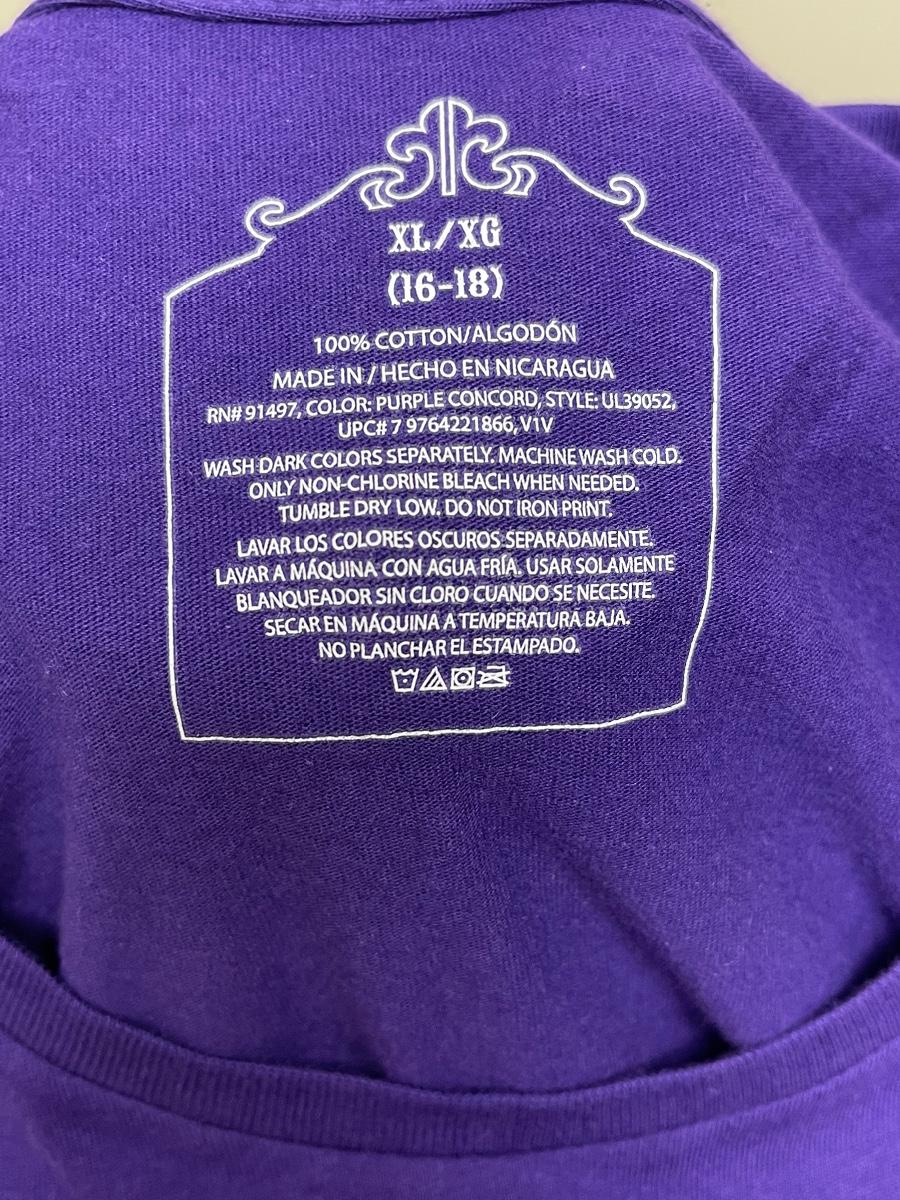 XL/XG
(16-18)
100% COTTON/ALGODÓN
MADE IN / HECHO EN NICARAGUA
RN# 91497, COLOR: PURPLE CONCORD, STYLE: UL39052,
UPC# 7 9764221866, V1V
WASH DARK COLORS SEPARATELY. MACHINE WASH COLD.
ONLY NON-CHLORINE BLEACH WHEN NEEDED.
TUMBLE DRY LOW. DO NOT IRON PRINT.
LAVAR LOS COLORES OSCUROS SEPARADAMENTE.
LAVAR A MÁQUINA CON AGUA FRÍA. USAR SOLAMENTE
BLANQUEADOR SIN CLORO CUANDO SE NECESITE.
SECAR EN MÁQUINA A TEMPERATURA BAJA.
NO PLANCHAR EL ESTAMPADO.